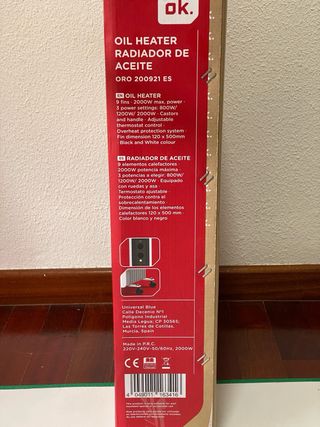 ok.
OIL HEATER
RADIADOR DE
ACEITE
ORO 200921 ES
EN OIL HEATER
9 fins · 2000W max. power ·
3 power settings: 800W/
1200W/ 2000W · Castors
and handle · Adjustable
thermostat control ·
Overheat protection system ·
Fin dimension 120 x 500mm
· Black and White colour
ES RADIADOR DE ACEITE
9 elementos calefactores ·
2000W potencia máxima ·
3 potencias a elegir: 800W/
1200W/ 2000W · Equipado
con ruedas y asa ·
Termostato ajustable ·
Protección contra el
sobrecalentamiento ·
Dimensión de los elementos
calefactores 120 x 500 mm ·
Color blanco y negro
Universal Blue
Calle Decenio Nº1
Polígono Industrial
Media Legua; CP 30565;
Las Torres de Cotillas,
Murcia, Spain
Made in P.R.C.
220V-240V~50/60Hz, 2000W
CE
4 049011 163416